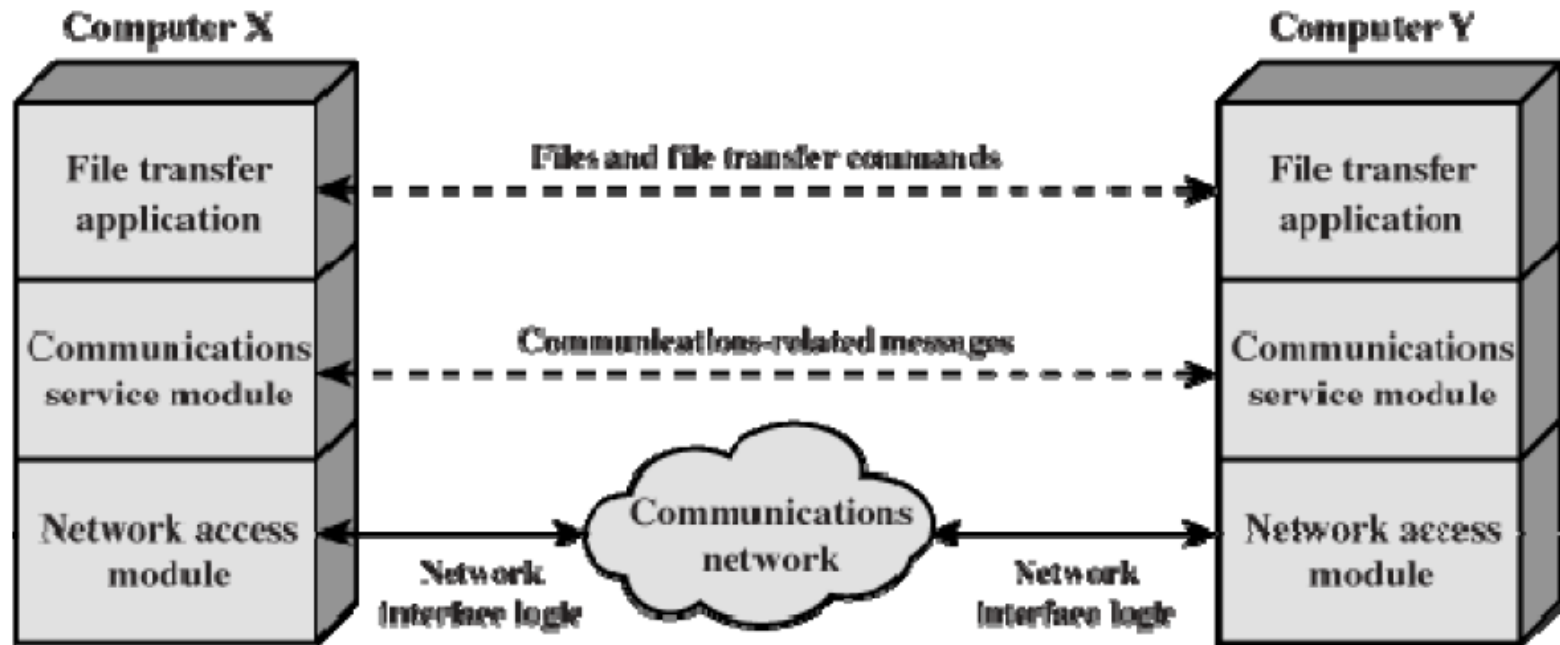 Computer X
Computer Y
File transfer
application
Files and file transfer commands
File transfer
application
Communications
service module
Communications-related messages
Communications
service module
Network access
module
Network
interface logic
Communications
network
Network
interface logic
Network access
module